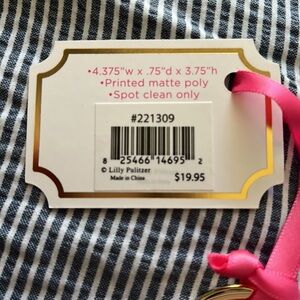 •4.375"w x .75"d x 3.75"h
•Printed matte poly
•Spot clean only
#221309
8 25466 14695 2
© Lilly Pulitzer
Made in China
$19.95